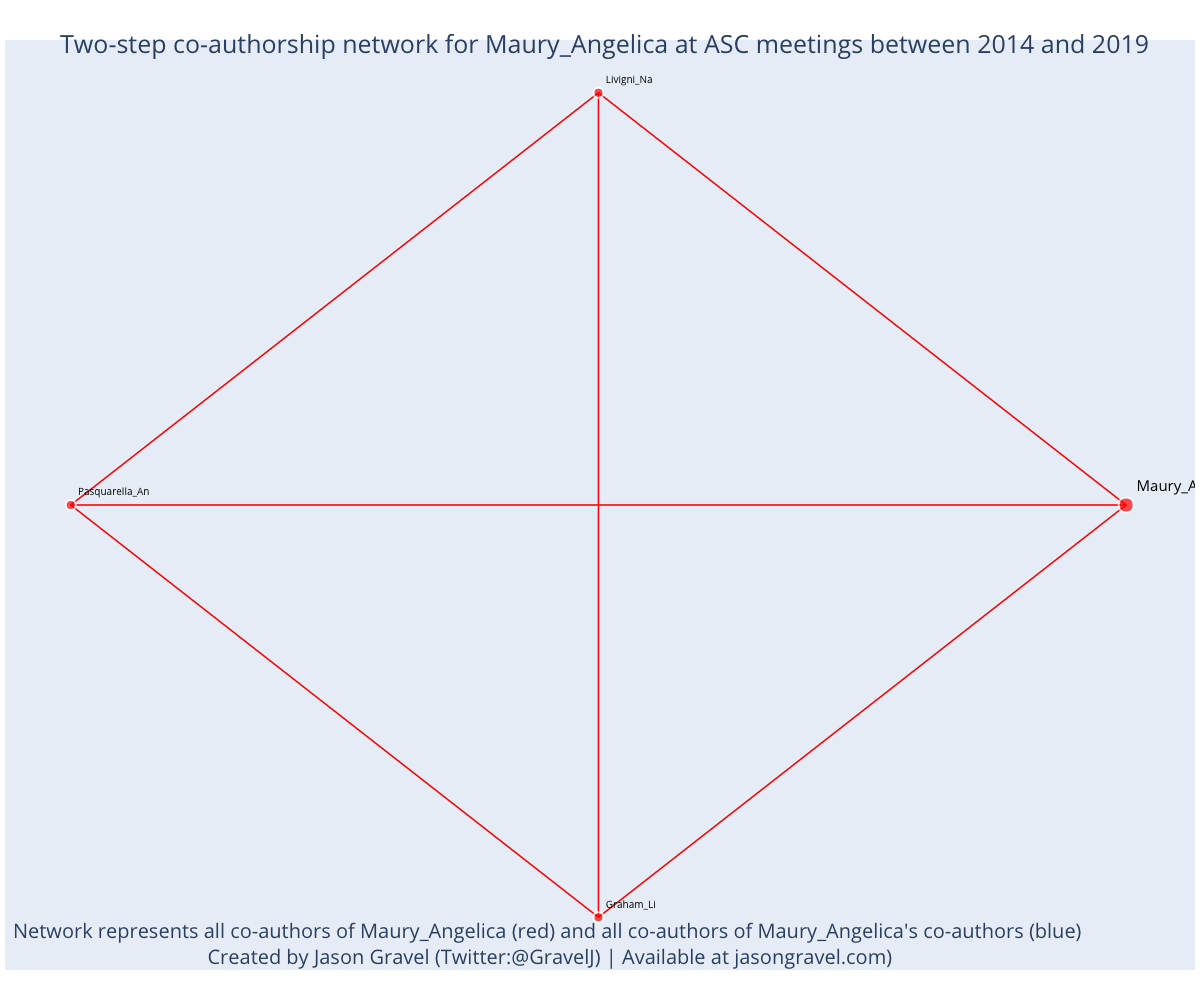 Two-step co-authorship network for Maury_Angelica at ASC meetings between 2014 and 2019
Livigni_Na
Pasquarella_An
Maury_A
Graham_Li
Network represents all co-authors of Maury_Angelica (red) and all co-authors of Maury_Angelica's co-authors (blue)
Created by Jason Gravel (Twitter:@GravelJ) | Available at jasongravel.com)